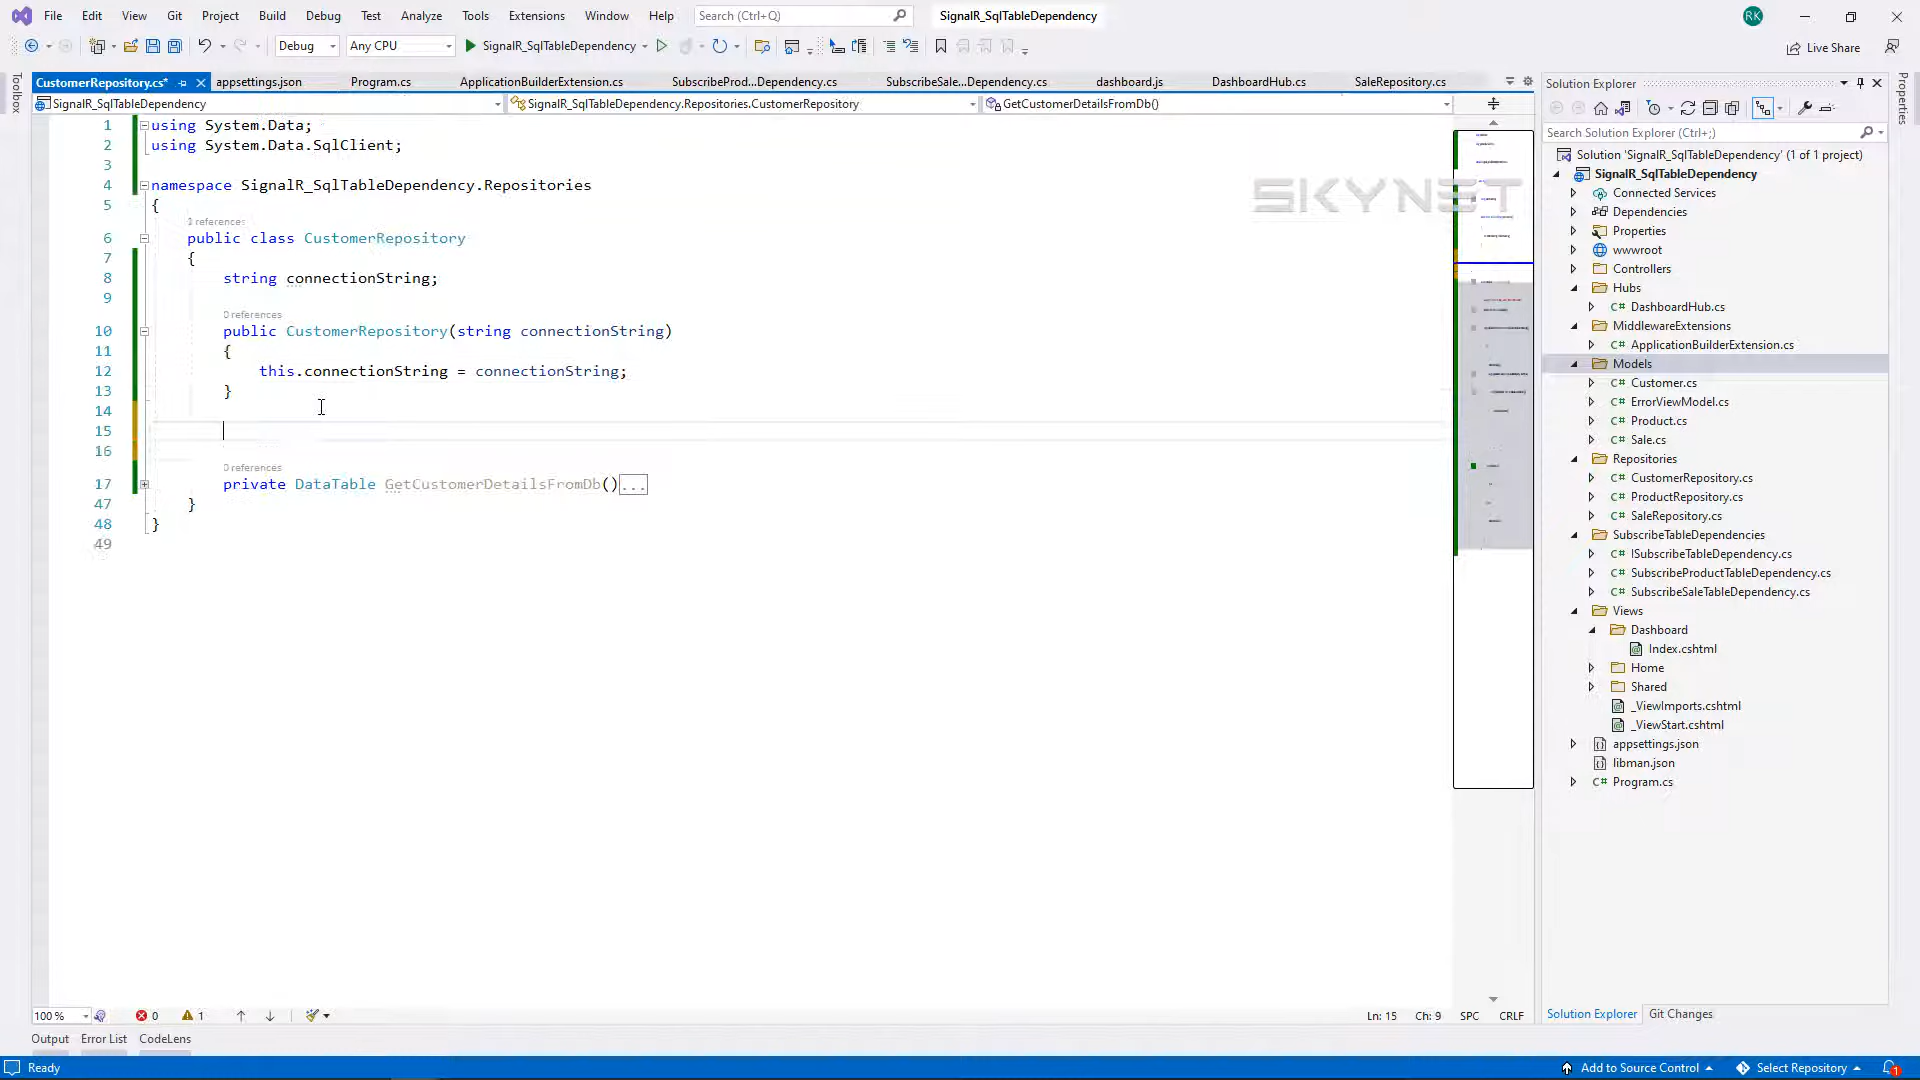 File Edit View Git Project Build Debug Test Analyze Tools Extensions Window Help Search (Ctrl+Q) SignalR_SqlTableDependency RK
Debug Any CPU SignalR_SqlTableDependency Live Share
CustomerRepository.cs* appsettings.json Program.cs ApplicationBuilderExtension.cs SubscribeProd...Dependency.cs SubscribeSale...Dependency.cs dashboard.js DashboardHub.cs SaleRepository.cs
SignalR_SqlTableDependency SignalR_SqlTableDependency.Repositories.CustomerRepository GetCustomerDetailsFromDb()
Toolbox
1 using System.Data;
2 using System.Data.SqlClient;
3
4 namespace SignalR_SqlTableDependency.Repositories
5 {
references
6 public class CustomerRepository
7 {
8 string connectionString;
9
0 references
10 public CustomerRepository(string connectionString)
11 {
12 this.connectionString = connectionString;
13 }
14
15
16
0 references
17 private DataTable GetCustomerDetailsFromDb()...
47 }
48 }
49
SKYNET
Solution Explorer
Search Solution Explorer (Ctrl+;)
Solution 'SignalR_SqlTableDependency' (1 of 1 project)
SignalR_SqlTableDependency
Connected Services
Dependencies
Properties
wwwroot
Controllers
Hubs
C# DashboardHub.cs
MiddlewareExtensions
C# ApplicationBuilderExtension.cs
Models
C# Customer.cs
C# ErrorViewModel.cs
C# Product.cs
C# Sale.cs
Repositories
C# CustomerRepository.cs
C# ProductRepository.cs
C# SaleRepository.cs
SubscribeTableDependencies
C# ISubscribeTableDependency.cs
C# SubscribeProductTableDependency.cs
C# SubscribeSaleTableDependency.cs
Views
Dashboard
Index.cshtml
Home
Shared
_ViewImports.cshtml
_ViewStart.cshtml
appsettings.json
libman.json
C# Program.cs
Solution Explorer Git Changes
Properties
100 % 0 1 Ln: 15 Ch: 9 SPC CRLF
Output Error List CodeLens
Ready Add to Source Control Select Repository 1